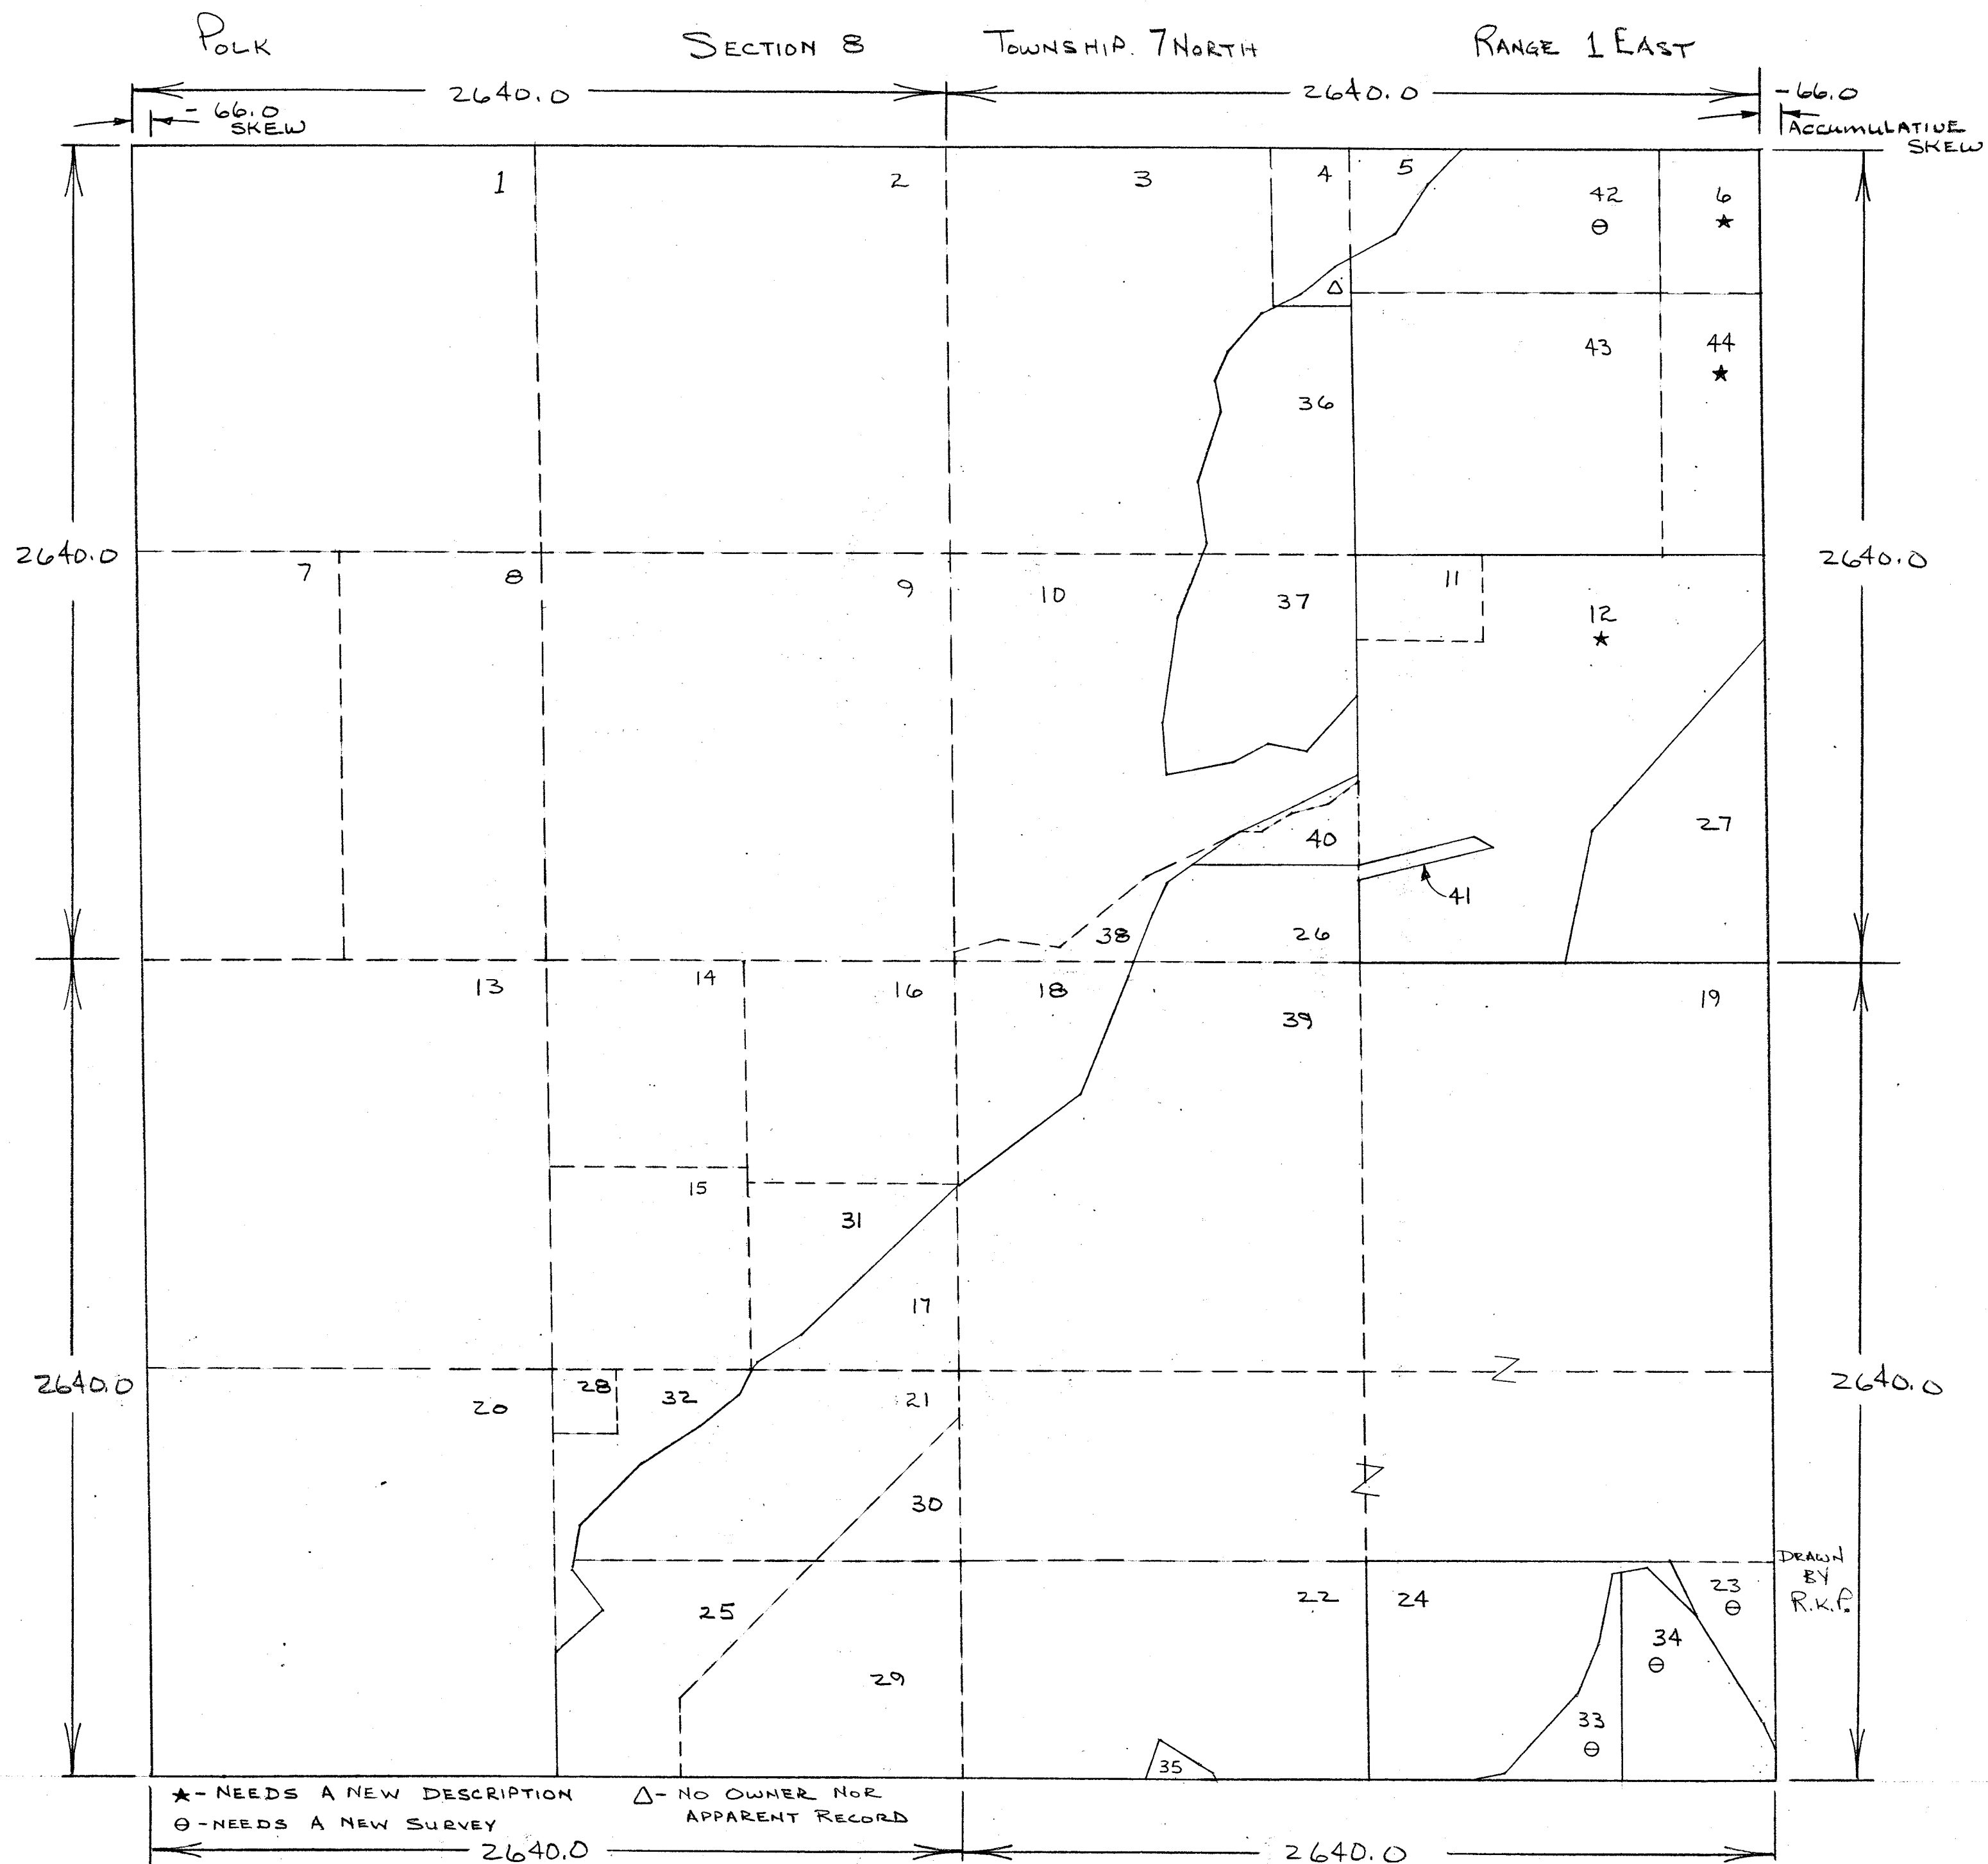 POLK SECTION 8 TOWNSHIP. 7 NORTH RANGE 1 EAST
2640.0 2640.0
- 66.0
SKEW
-66.0
ACCUMULATIVE
SKEW
1 2 3 4 5
42 6
⊖ ★
Δ
43 44
★
36
2640.0 2640.0
7 8 9 10 37 11 12
★
27
40
41
38 26
13 14 16 18 39 19
15
31
17
2640.0 2640.0
20 28 32 21
Z
30
Z
25 22 24 23
⊖
DRAWN
BY
R.K.P.
34
⊖
29
33
⊖
35
★- NEEDS A NEW DESCRIPTION
⊖ -NEEDS A NEW SURVEY
Δ- NO OWNER NOR
APPARENT RECORD
2640.0 2640.0